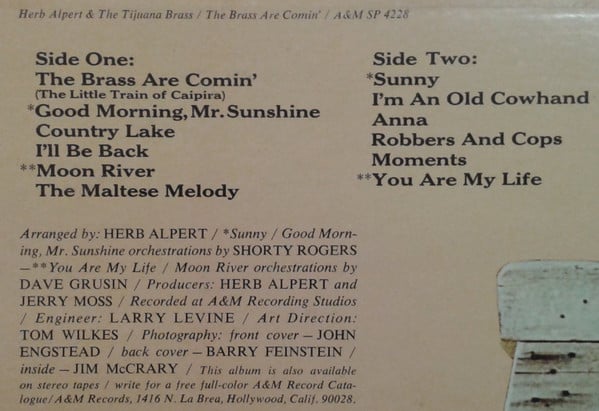 Herb Alpert & The Tijuana Brass / The Brass Are Comin' / A&M SP 4228
Side One:
The Brass Are Comin'
(The Little Train of Caipira)
*Good Morning, Mr. Sunshine
Country Lake
I'll Be Back
**Moon River
The Maltese Melody
Side Two:
*Sunny
I'm An Old Cowhand
Anna
Robbers And Cops
Moments
**You Are My Life
Arranged by: HERB ALPERT / *Sunny / Good Morn-
ing, Mr. Sunshine orchestrations by SHORTY ROGERS
—**You Are My Life / Moon River orchestrations by
DAVE GRUSIN / Producers: HERB ALPERT and
JERRY MOSS / Recorded at A&M Recording Studios
/ Engineer: LARRY LEVINE / Art Direction:
TOM WILKES / Photography: front cover — JOHN
ENGSTEAD / back cover — BARRY FEINSTEIN /
inside — JIM McCRARY / This album is also available
on stereo tapes / write for a free full-color A&M Record Cata-
logue/A&M Records, 1416 N. La Brea, Hollywood, Calif. 90028.